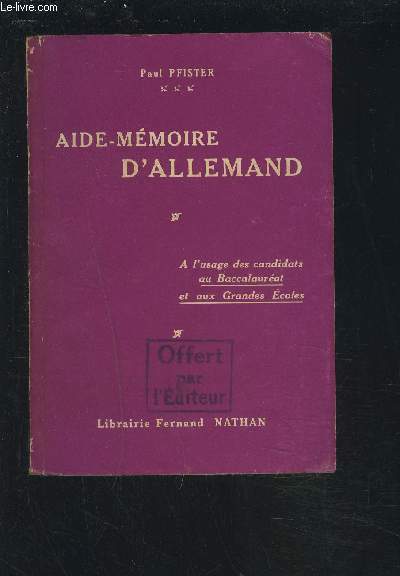 Le-Livre.com
Paul PFISTER
AIDE-MÉMOIRE
D'ALLEMAND
A l'usage des candidats
au Baccalauréat
et aux Grandes Écoles
Offert
par
l'Éditeur
Librairie Fernand NATHAN